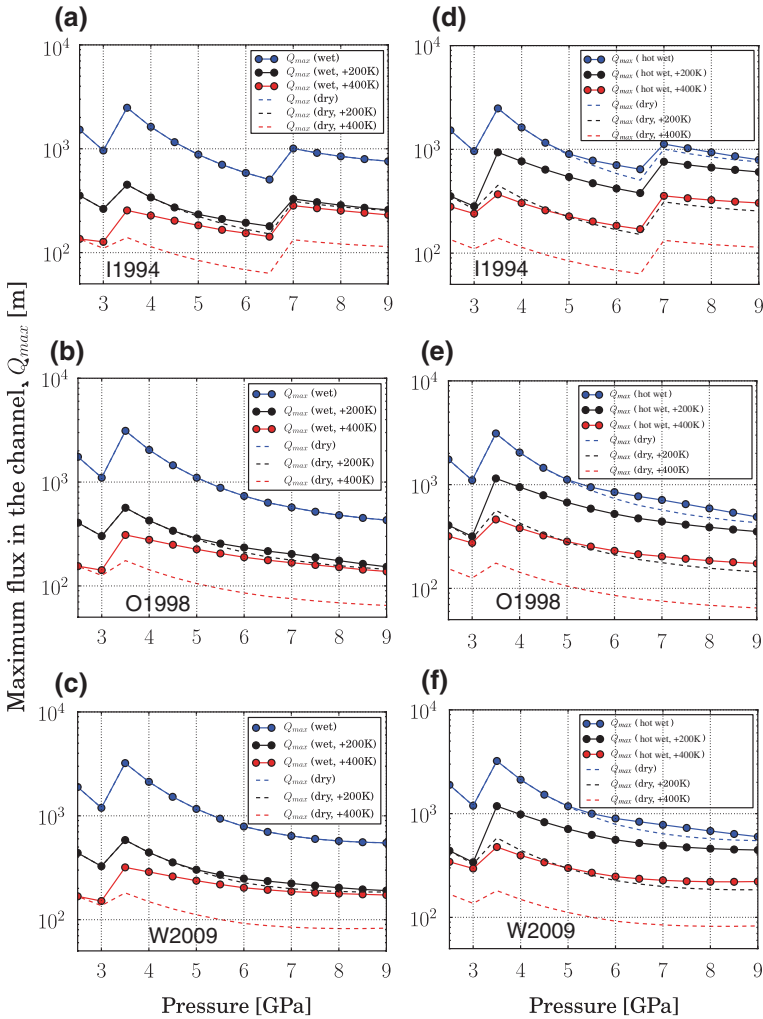 Maximum flux in the channel, Q_max [m]
(a)
10^4
10^3
10^2
3 4 5 6 7 8 9
Q_max (wet)
Q_max (wet, +200K)
Q_max (wet, +400K)
Q_max (dry)
Q_max (dry, +200K)
Q_max (dry, +400K)
I1994
(d)
10^4
10^3
10^2
3 4 5 6 7 8 9
Q_max ( hot wet)
Q_max ( hot wet, +200K)
Q_max ( hot wet, +400K)
Q_max (dry)
Q_max (dry, +200K)
Q_max (dry, +400K)
I1994
(b)
10^4
10^3
10^2
3 4 5 6 7 8 9
Q_max (wet)
Q_max (wet, +200K)
Q_max (wet, +400K)
Q_max (dry)
Q_max (dry, +200K)
Q_max (dry, +400K)
O1998
(e)
10^4
10^3
10^2
3 4 5 6 7 8 9
Q_max (hot wet)
Q_max (hot wet, +200K)
Q_max (hot wet, +400K)
Q_max (dry)
Q_max (dry, +200K)
Q_max (dry, +400K)
O1998
(c)
10^4
10^3
10^2
3 4 5 6 7 8 9
Q_max (wet)
Q_max (wet, +200K)
Q_max (wet, +400K)
Q_max (dry)
Q_max (dry, +200K)
Q_max (dry, +400K)
W2009
Pressure [GPa]
(f)
10^4
10^3
10^2
3 4 5 6 7 8 9
Q_max ( hot wet)
Q_max ( hot wet, +200K)
Q_max ( hot wet, +400K)
Q_max (dry)
Q_max (dry, +200K)
Q_max (dry, +400K)
W2009
Pressure [GPa]